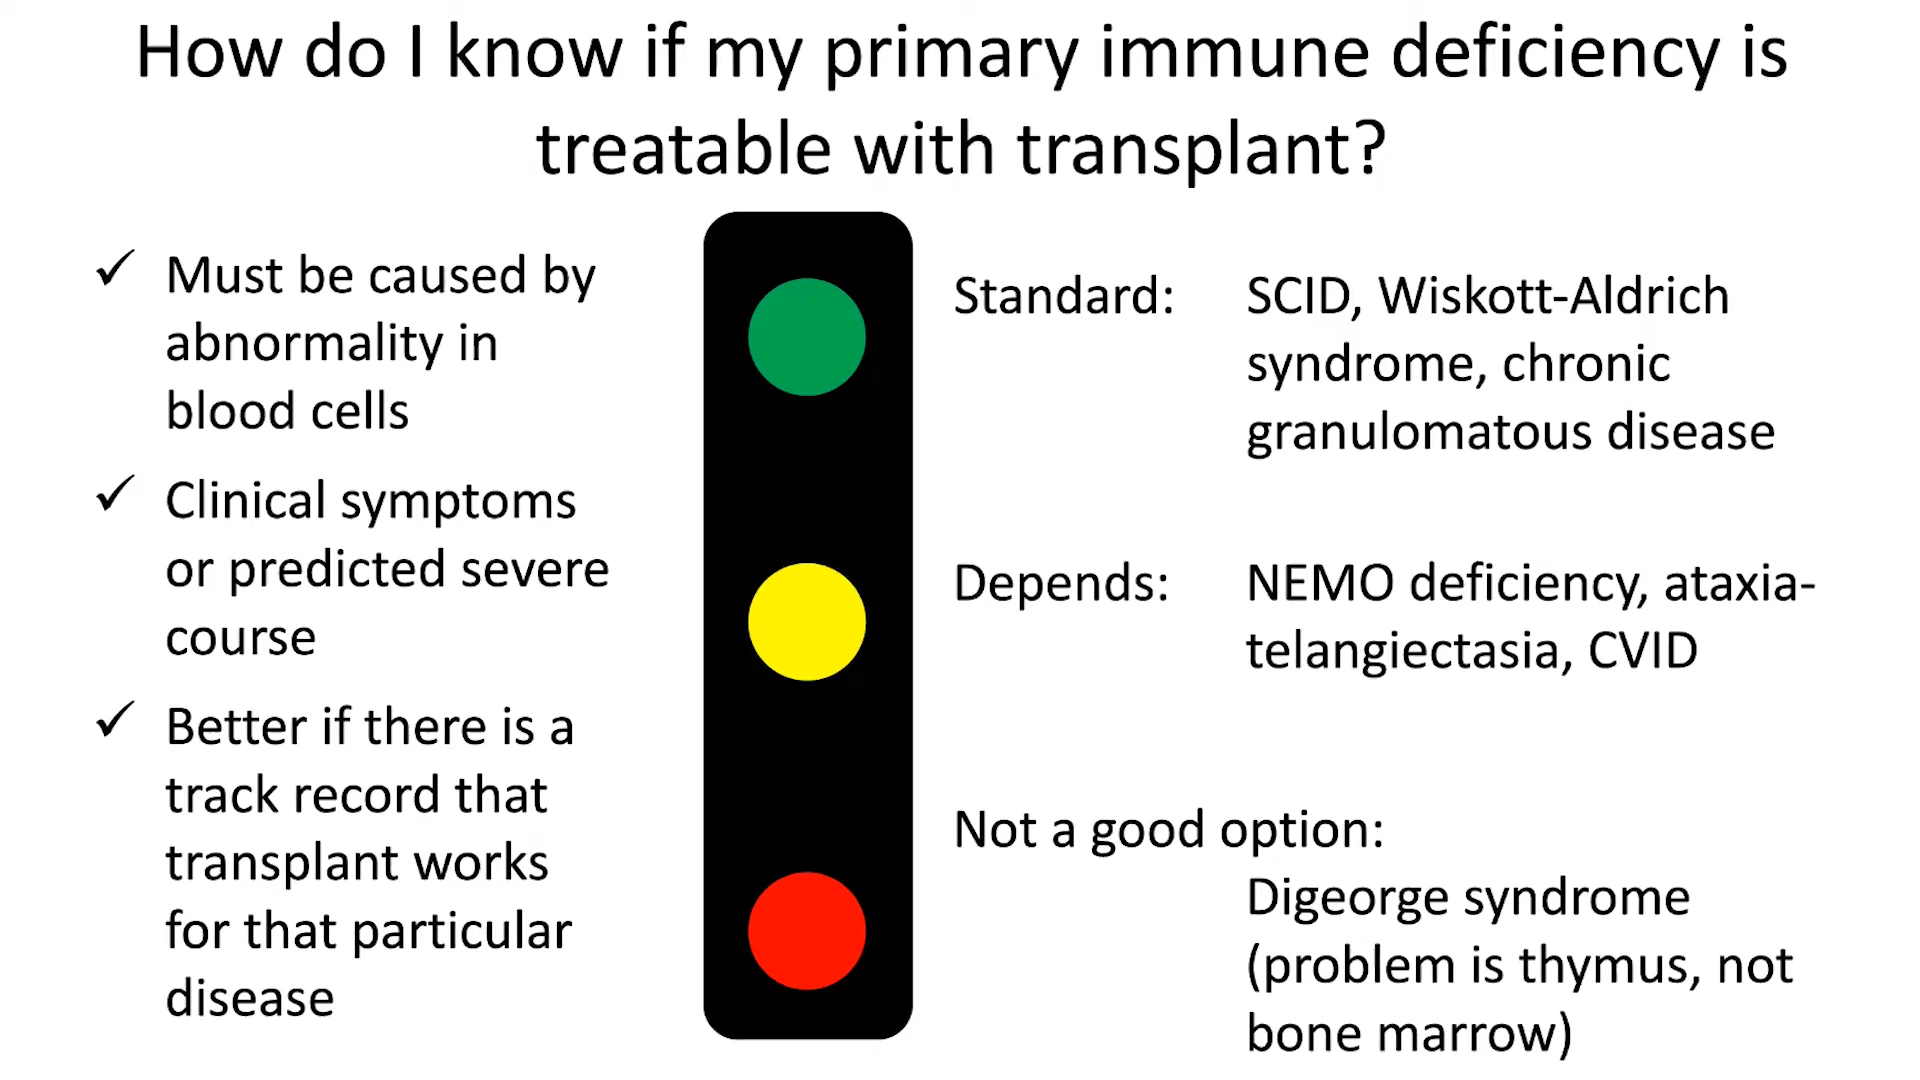 How do I know if my primary immune deficiency is
treatable with transplant?
✓ Must be caused by
abnormality in
blood cells
✓ Clinical symptoms
or predicted severe
course
✓ Better if there is a
track record that
transplant works
for that particular
disease
Standard: SCID, Wiskott-Aldrich
syndrome, chronic
granulomatous disease
Depends: NEMO deficiency, ataxia-
telangiectasia, CVID
Not a good option:
Digeorge syndrome
(problem is thymus, not
bone marrow)